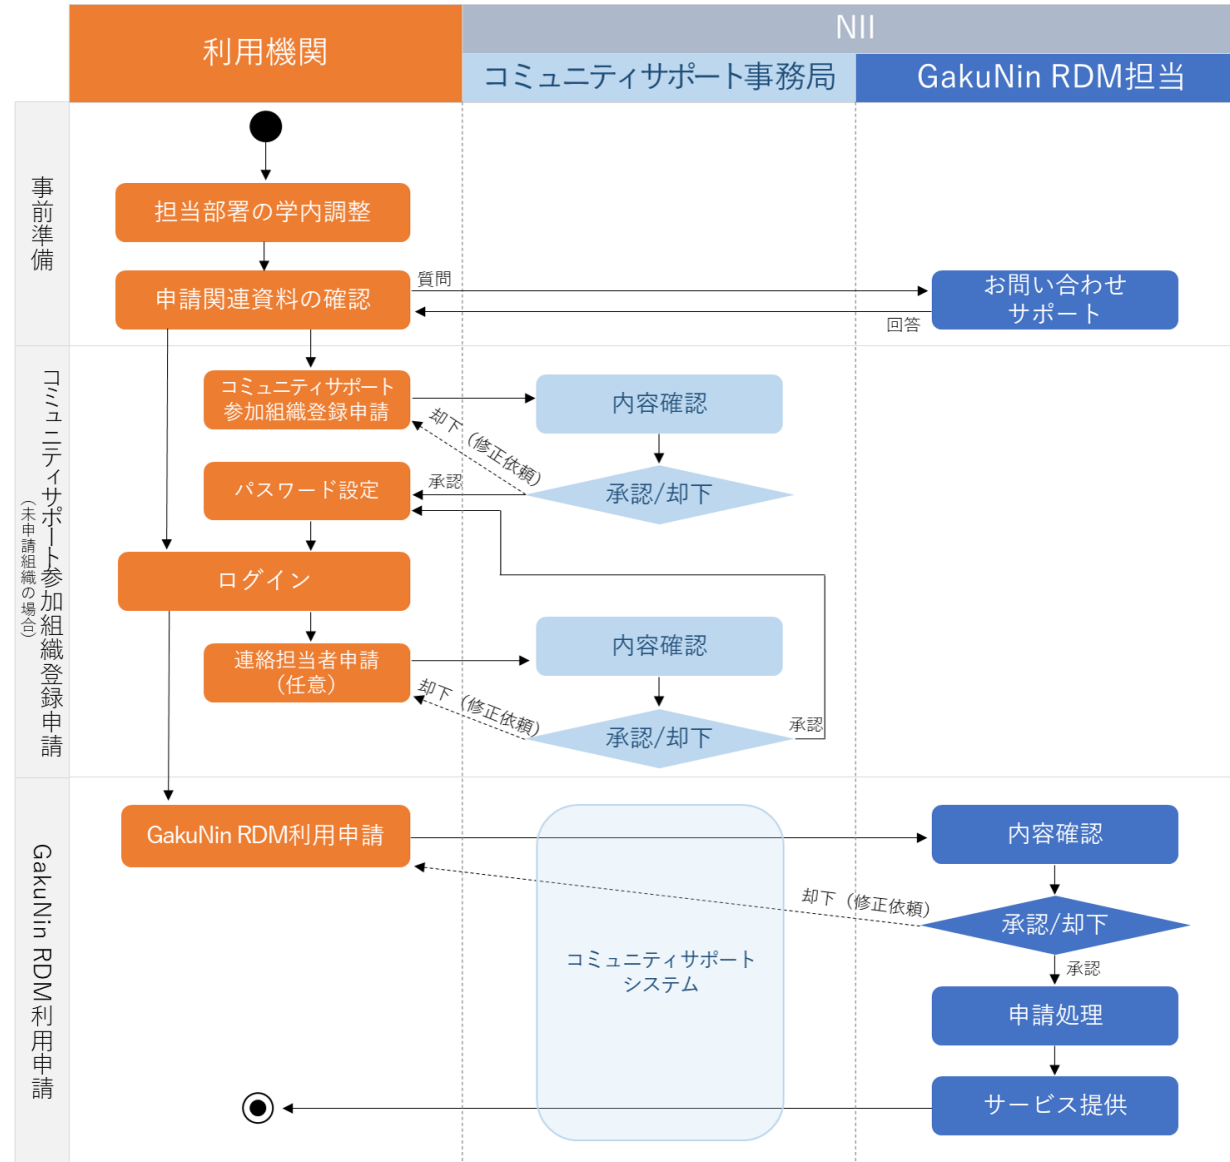 利用機関
NII
コミュニティサポート事務局
GakuNin RDM担当
事前準備
担当部署の学内調整
申請関連資料の確認
質問
回答
お問い合わせ
サポート
コミュニティサポート参加組織登録申請
（未申請組織の場合）
コミュニティサポート
参加組織登録申請
内容確認
却下（修正依頼）
承認/却下
承認
パスワード設定
ログイン
連絡担当者申請
（任意）
内容確認
却下（修正依頼）
承認/却下
承認
GakuNin RDM利用申請
GakuNin RDM利用申請
内容確認
却下（修正依頼）
承認/却下
承認
コミュニティサポート
システム
申請処理
サービス提供